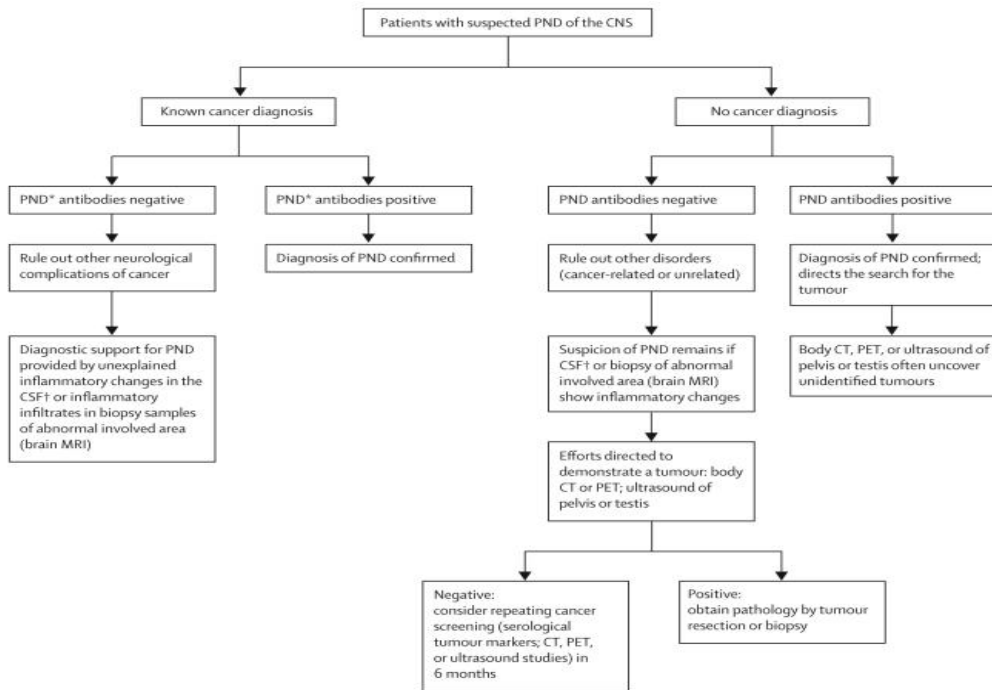 Patients with suspected PND of the CNS
Known cancer diagnosis
No cancer diagnosis
PND* antibodies negative
PND* antibodies positive
PND antibodies negative
PND antibodies positive
Rule out other neurological
complications of cancer
Diagnosis of PND confirmed
Rule out other disorders
(cancer-related or unrelated)
Diagnosis of PND confirmed;
directs the search for the
tumour
Diagnostic support for PND
provided by unexplained
inflammatory changes in the
CSF† or inflammatory
infiltrates in biopsy samples
of abnormal involved area
(brain MRI)
Suspicion of PND remains if
CSF† or biopsy of abnormal
involved area (brain MRI)
show inflammatory changes
Body CT, PET, or ultrasound of
pelvis or testis often uncover
unidentified tumours
Efforts directed to
demonstrate a tumour: body
CT or PET; ultrasound of
pelvis or testis
Negative:
consider repeating cancer
screening (serological
tumour markers; CT, PET,
or ultrasound studies) in
6 months
Positive:
obtain pathology by tumour
resection or biopsy